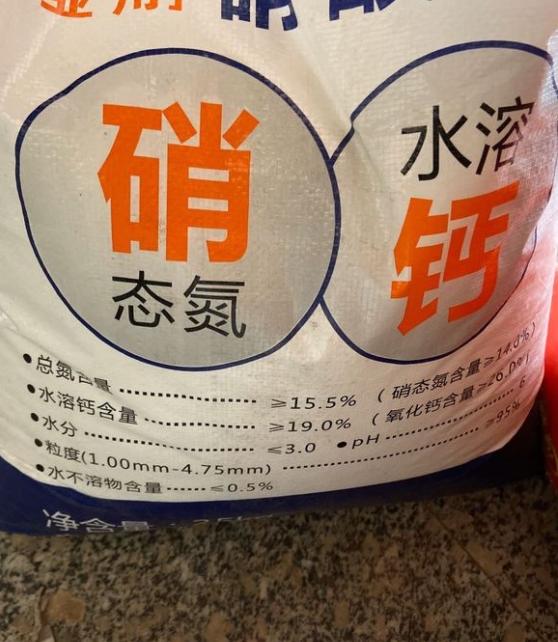 硝
态氮
水溶
钙
•总氮含量 ≥15.5% (硝态氮含量≥14.0%)
•水溶钙含量 ≥19.0% (氧化钙含量≥26.0%)
•水分 ≤3.0 •pH 6
•粒度(1.00mm-4.75mm) ≥95%
•水不溶物含量 ≤0.5%
净含量: